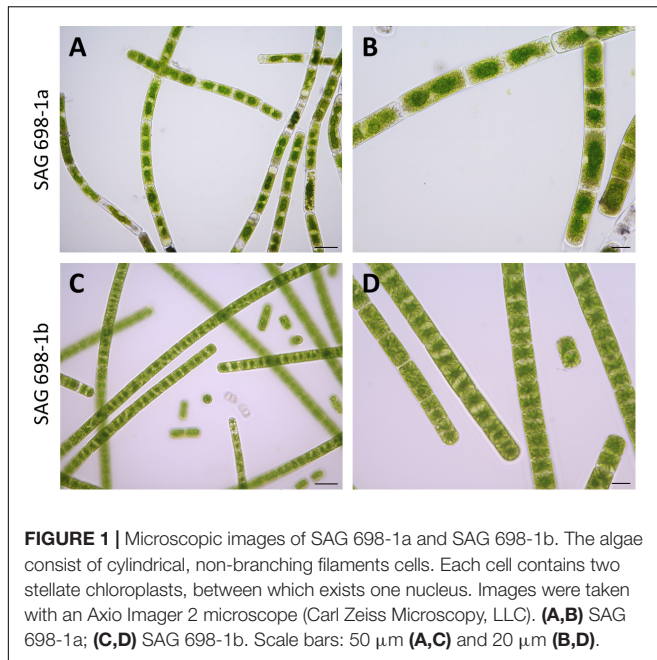 A
B
SAG 698-1a
C
D
SAG 698-1b
FIGURE 1 | Microscopic images of SAG 698-1a and SAG 698-1b. The algae
consist of cylindrical, non-branching filaments cells. Each cell contains two
stellate chloroplasts, between which exists one nucleus. Images were taken
with an Axio Imager 2 microscope (Carl Zeiss Microscopy, LLC). (A,B) SAG
698-1a; (C,D) SAG 698-1b. Scale bars: 50 μm (A,C) and 20 μm (B,D).